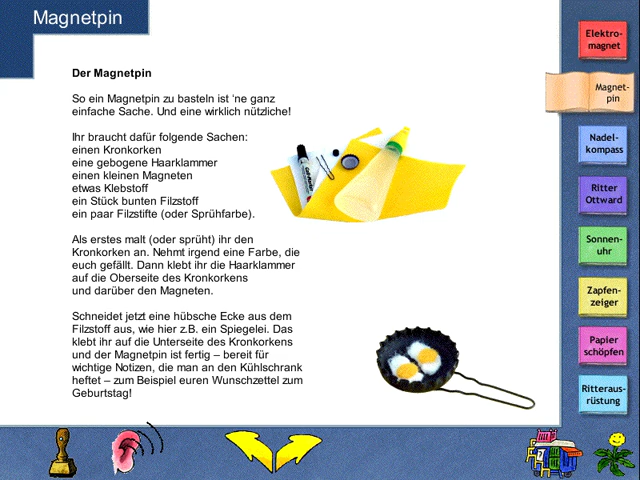 Magnetpin
Der Magnetpin
So ein Magnetpin zu basteln ist ‘ne ganz
einfache Sache. Und eine wirklich nützliche!
Ihr braucht dafür folgende Sachen:
einen Kronkorken
eine gebogene Haarklammer
einen kleinen Magneten
etwas Klebstoff
ein Stück bunten Filzstoff
ein paar Filzstifte (oder Sprühfarbe).
Als erstes malt (oder sprüht) ihr den
Kronkorken an. Nehmt irgend eine Farbe, die
euch gefällt. Dann klebt ihr die Haarklammer
auf die Oberseite des Kronkorkens
und darüber den Magneten.
Schneidet jetzt eine hübsche Ecke aus dem
Filzstoff aus, wie hier z.B. ein Spiegelei. Das
klebt ihr auf die Unterseite des Kronkorkens
und der Magnetpin ist fertig – bereit für
wichtige Notizen, die man an den Kühlschrank
heftet – zum Beispiel euren Wunschzettel zum
Geburtstag!
Elektro-
magnet
Magnet-
pin
Nadel-
kompass
Ritter
Ottward
Sonnen-
uhr
Zapfen-
zeiger
Papier
schöpfen
Ritteraus-
rüstung